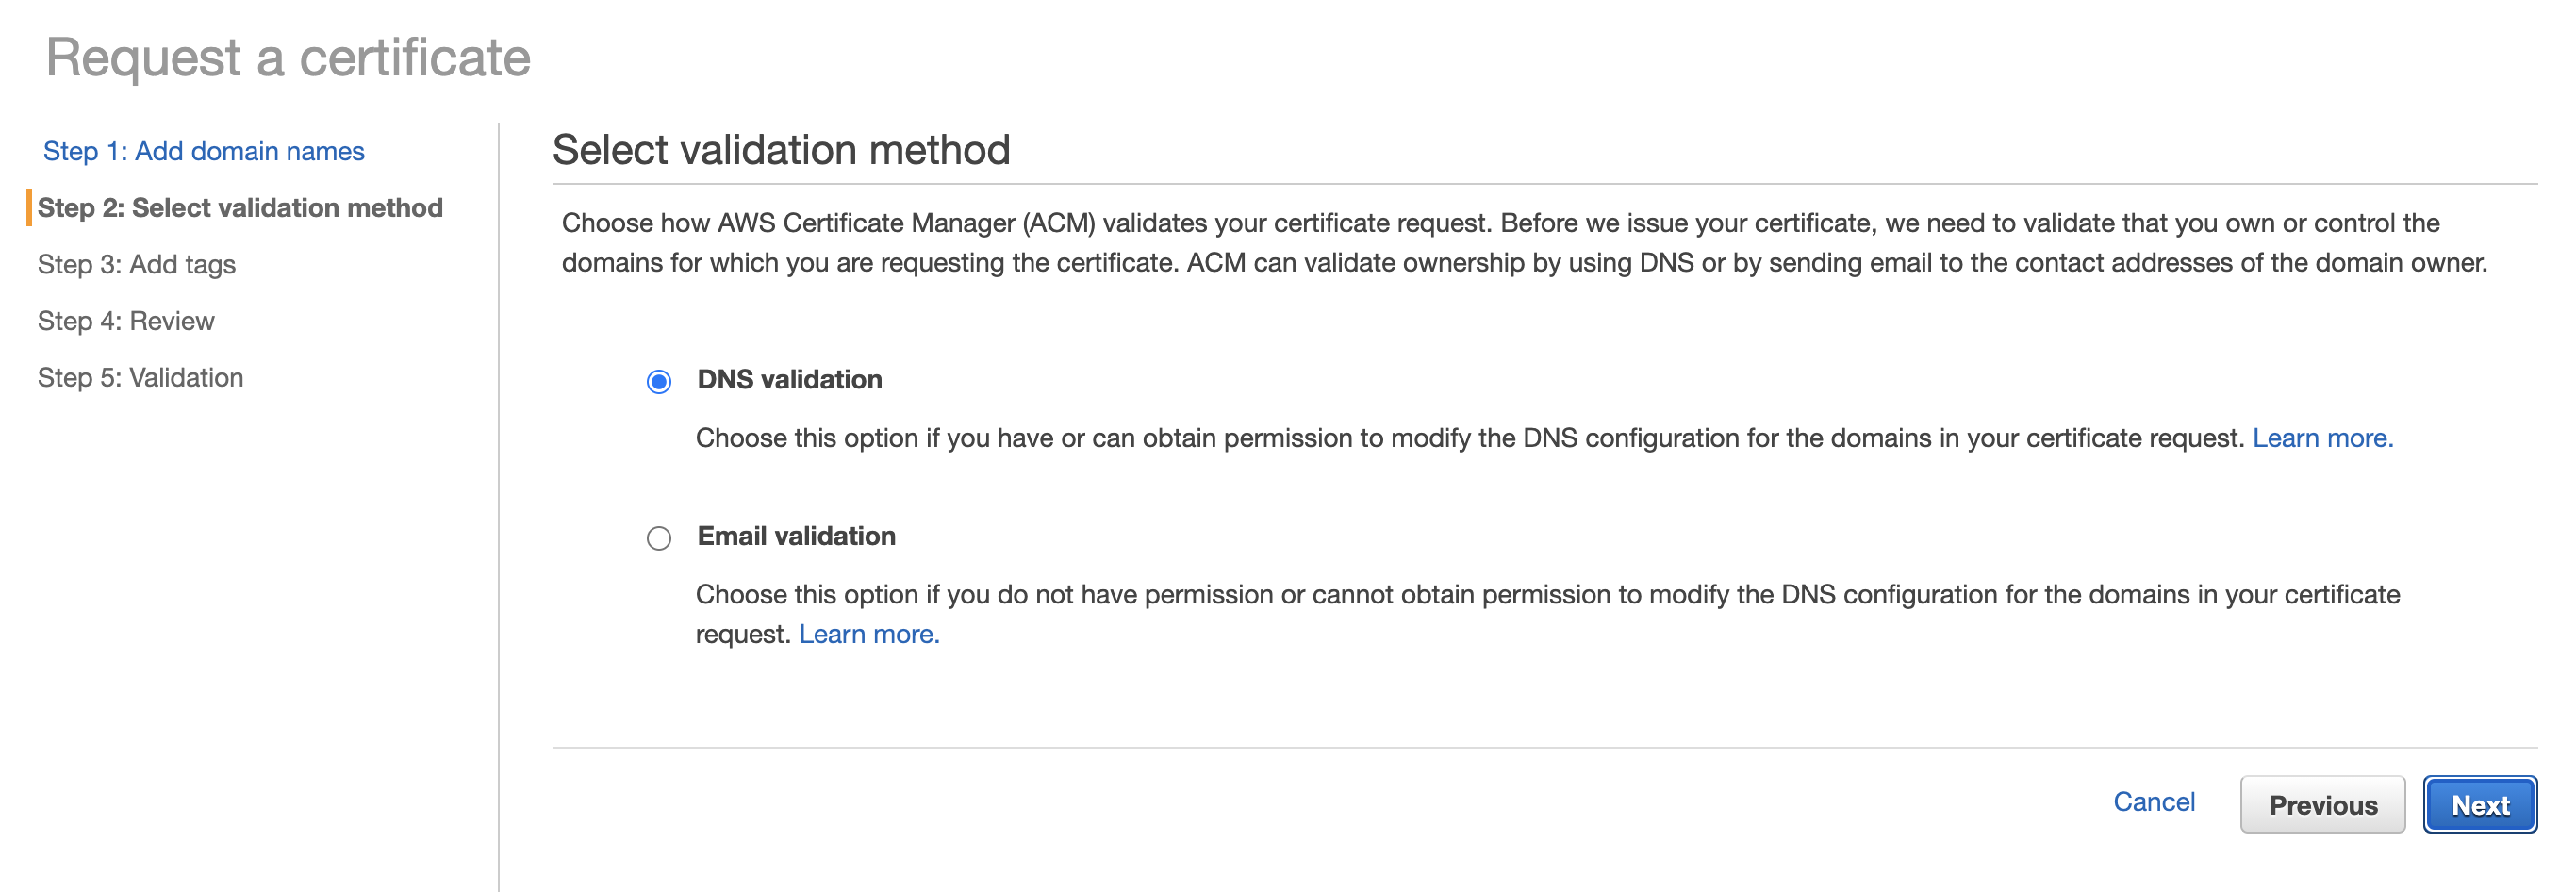 Request a certificate
Step 1: Add domain names
Step 2: Select validation method
Step 3: Add tags
Step 4: Review
Step 5: Validation
Select validation method
Choose how AWS Certificate Manager (ACM) validates your certificate request. Before we issue your certificate, we need to validate that you own or control the
domains for which you are requesting the certificate. ACM can validate ownership by using DNS or by sending email to the contact addresses of the domain owner.
DNS validation
Choose this option if you have or can obtain permission to modify the DNS configuration for the domains in your certificate request. Learn more.
Email validation
Choose this option if you do not have permission or cannot obtain permission to modify the DNS configuration for the domains in your certificate
request. Learn more.
Cancel
Previous
Next